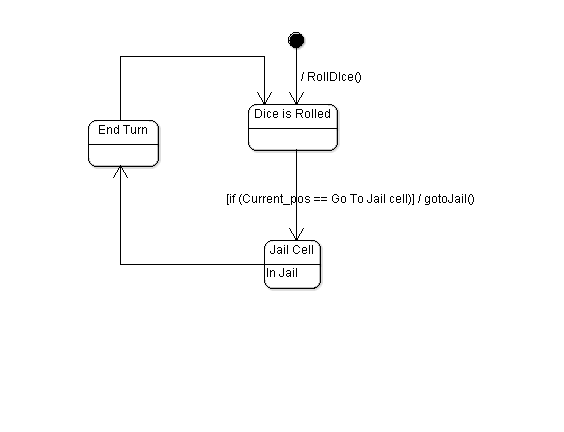 / RollDIce()
End Turn
Dice is Rolled
[if (Current_pos == Go To Jail cell)] / gotoJail()
Jail Cell
In Jail